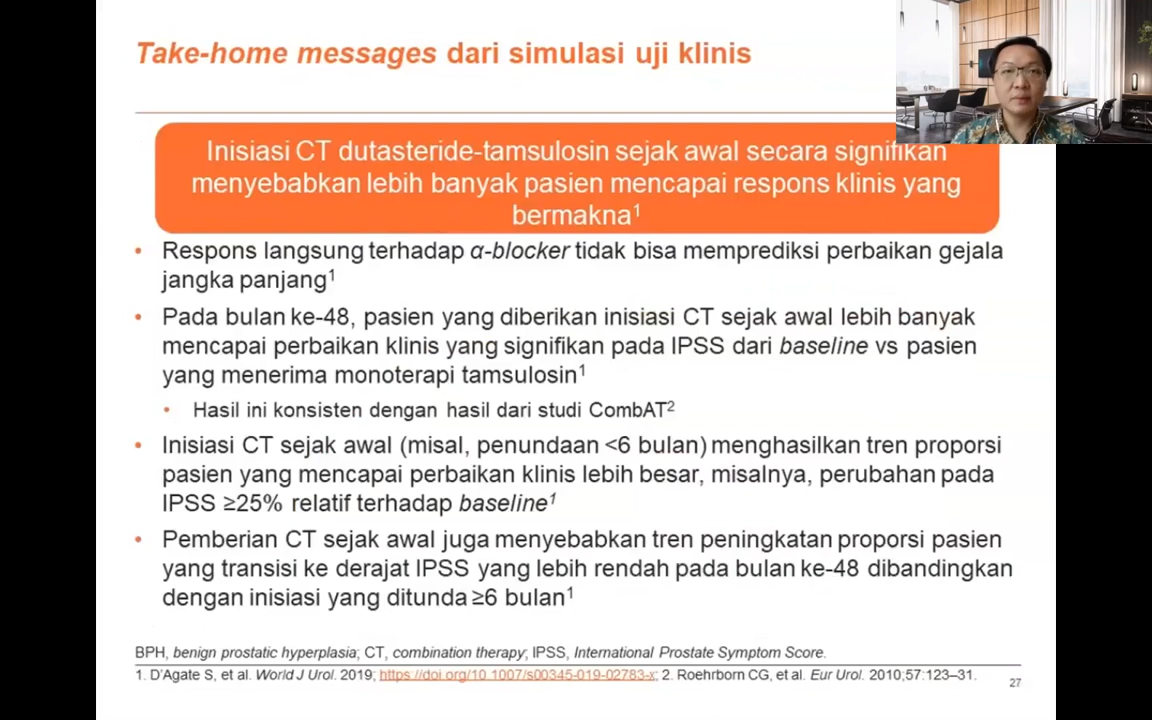 Take-home messages dari simulasi uji klinis
Inisiasi CT dutasteride-tamsulosin sejak awal secara signifikan
menyebabkan lebih banyak pasien mencapai respons klinis yang
bermakna¹
• Respons langsung terhadap α-blocker tidak bisa memprediksi perbaikan gejala
jangka panjang¹
• Pada bulan ke-48, pasien yang diberikan inisiasi CT sejak awal lebih banyak
mencapai perbaikan klinis yang signifikan pada IPSS dari baseline vs pasien
yang menerima monoterapi tamsulosin¹
• Hasil ini konsisten dengan hasil dari studi CombAT²
• Inisiasi CT sejak awal (misal, penundaan <6 bulan) menghasilkan tren proporsi
pasien yang mencapai perbaikan klinis lebih besar, misalnya, perubahan pada
IPSS ≥25% relatif terhadap baseline¹
• Pemberian CT sejak awal juga menyebabkan tren peningkatan proporsi pasien
yang transisi ke derajat IPSS yang lebih rendah pada bulan ke-48 dibandingkan
dengan inisiasi yang ditunda ≥6 bulan¹
BPH, benign prostatic hyperplasia; CT, combination therapy; IPSS, International Prostate Symptom Score.
1. D'Agate S, et al. World J Urol. 2019; https://doi.org/10.1007/s00345-019-02783-x; 2. Roehrborn CG, et al. Eur Urol. 2010;57:123–31.
27